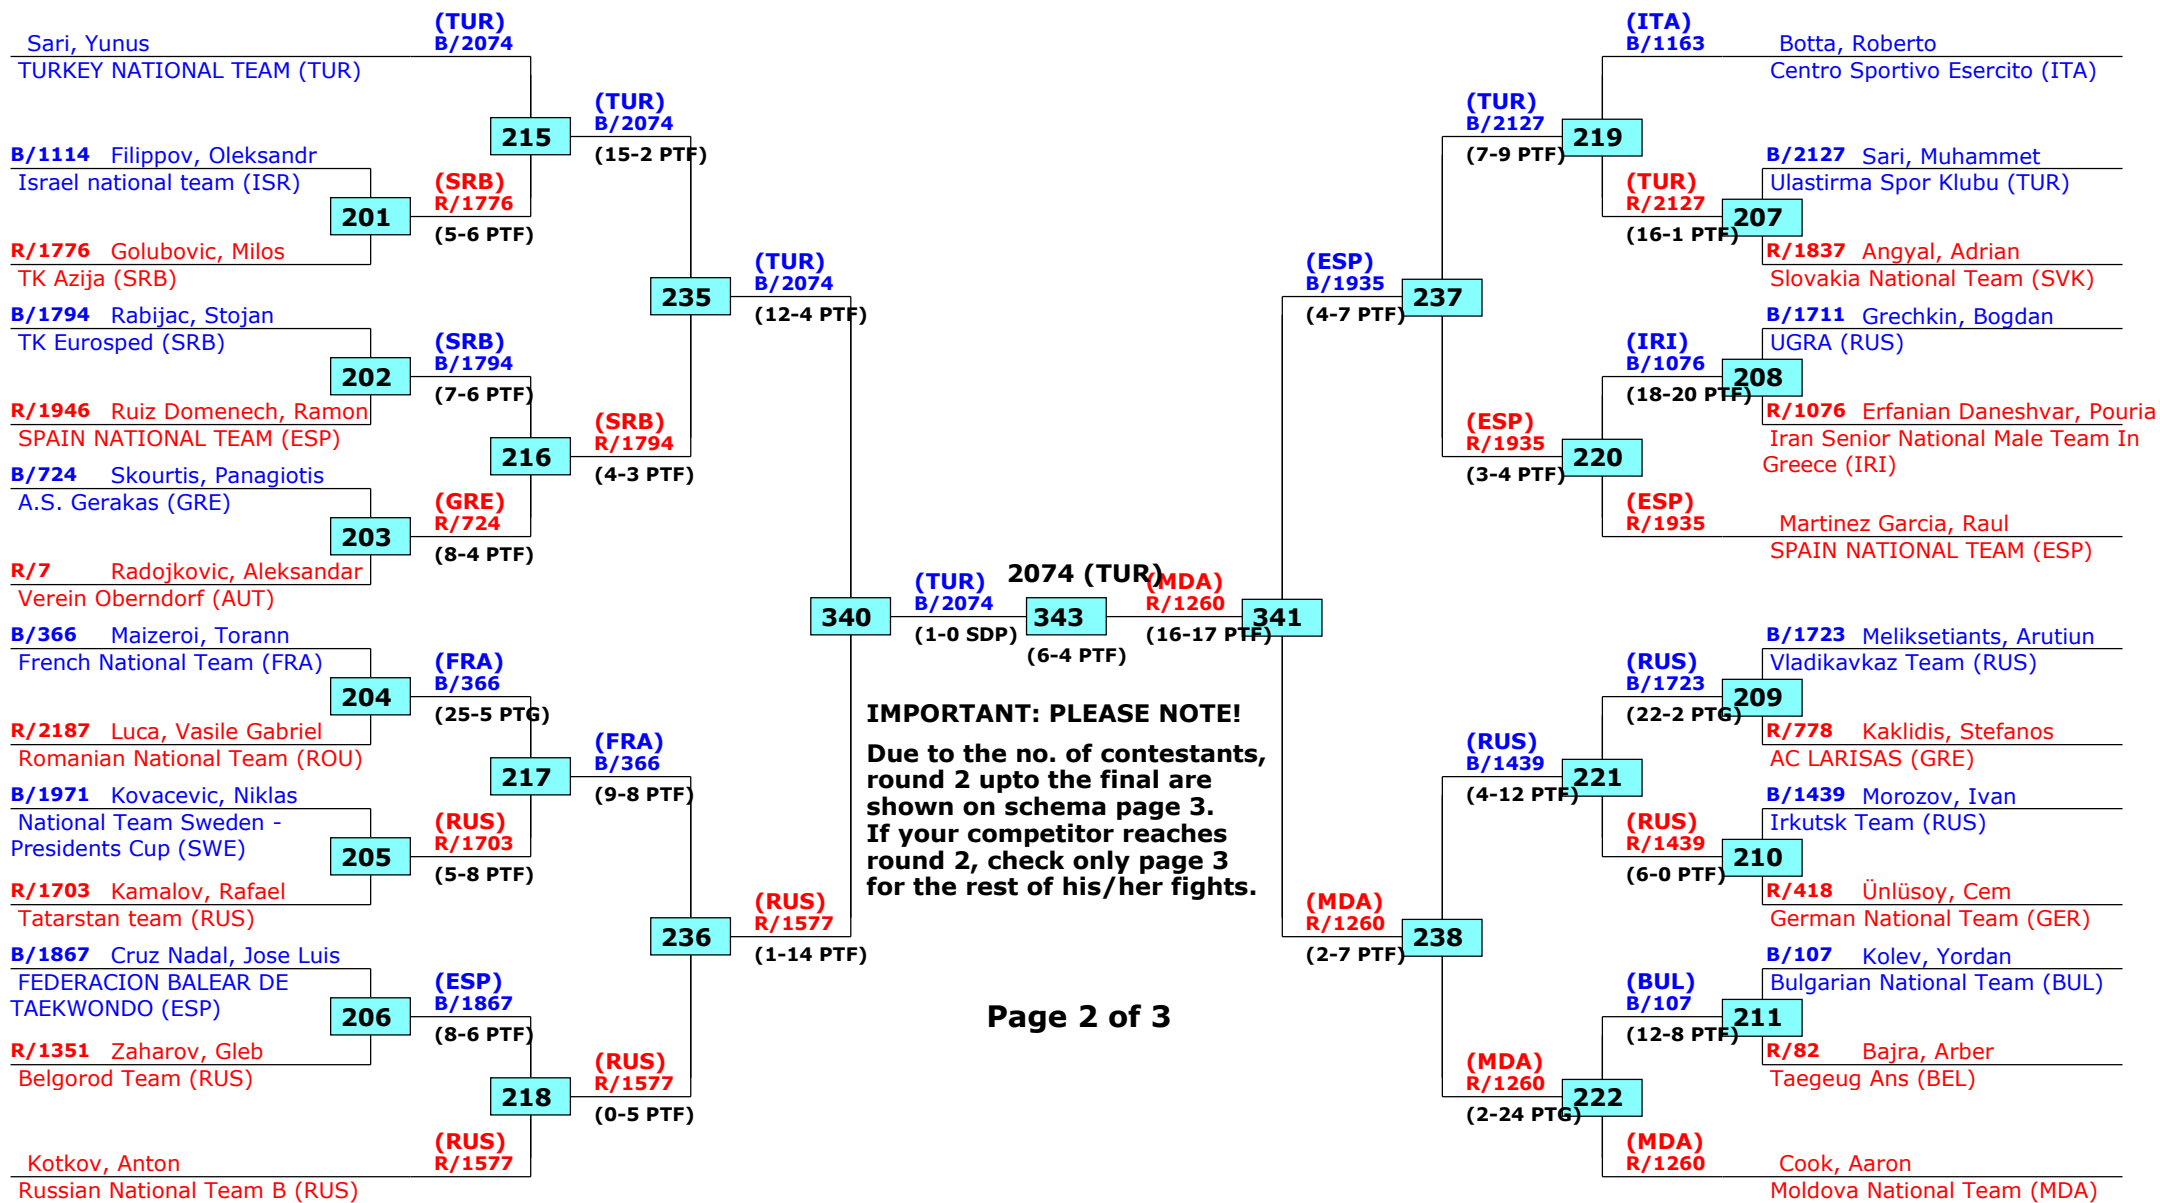 (TUR)
B/2074
Sari, Yunus
TURKEY NATIONAL TEAM (TUR)
(TUR)
B/2074
215
(15-2 PTF)
B/1114 Filippov, Oleksandr
Israel national team (ISR)
(SRB)
R/1776
201
(5-6 PTF)
R/1776 Golubovic, Milos
TK Azija (SRB)
(TUR)
B/2074
235
(12-4 PTF)
B/1794 Rabijac, Stojan
TK Eurosped (SRB)
(SRB)
B/1794
202
(7-6 PTF)
R/1946 Ruiz Domenech, Ramon
SPAIN NATIONAL TEAM (ESP)
(SRB)
R/1794
216
(4-3 PTF)
B/724 Skourtis, Panagiotis
A.S. Gerakas (GRE)
(GRE)
R/724
203
(8-4 PTF)
R/7 Radojkovic, Aleksandar
Verein Oberndorf (AUT)
(TUR)
B/2074
340
(1-0 SDP)
B/366 Maizeroi, Torann
French National Team (FRA)
(FRA)
B/366
204
(25-5 PTG)
R/2187 Luca, Vasile Gabriel
Romanian National Team (ROU)
(FRA)
B/366
217
(9-8 PTF)
B/1971 Kovacevic, Niklas
National Team Sweden -
Presidents Cup (SWE)
(RUS)
R/1703
205
(5-8 PTF)
R/1703 Kamalov, Rafael
Tatarstan team (RUS)
(RUS)
R/1577
236
(1-14 PTF)
B/1867 Cruz Nadal, Jose Luis
FEDERACION BALEAR DE
TAEKWONDO (ESP)
(ESP)
B/1867
206
(8-6 PTF)
R/1351 Zaharov, Gleb
Belgorod Team (RUS)
(RUS)
R/1577
218
(0-5 PTF)
(RUS)
R/1577
Kotkov, Anton
Russian National Team B (RUS)
2074 (TUR)
343
(6-4 PTF)
IMPORTANT: PLEASE NOTE!
Due to the no. of contestants,
round 2 upto the final are
shown on schema page 3.
If your competitor reaches
round 2, check only page 3
for the rest of his/her fights.
Page 2 of 3
(MDA)
R/1260
341
(16-17 PTF)
(ITA)
B/1163
Botta, Roberto
Centro Sportivo Esercito (ITA)
(TUR)
B/2127
219
(7-9 PTF)
B/2127 Sari, Muhammet
Ulastirma Spor Klubu (TUR)
(TUR)
R/2127
207
(16-1 PTF)
R/1837 Angyal, Adrian
Slovakia National Team (SVK)
(ESP)
B/1935
237
(4-7 PTF)
B/1711 Grechkin, Bogdan
UGRA (RUS)
(IRI)
B/1076
208
(18-20 PTF)
R/1076 Erfanian Daneshvar, Pouria
Iran Senior National Male Team In
Greece (IRI)
(ESP)
R/1935
220
(3-4 PTF)
(ESP)
R/1935
Martinez Garcia, Raul
SPAIN NATIONAL TEAM (ESP)
B/1723 Meliksetiants, Arutiun
Vladikavkaz Team (RUS)
(RUS)
B/1723
209
(22-2 PTG)
R/778 Kaklidis, Stefanos
AC LARISAS (GRE)
(RUS)
B/1439
221
(4-12 PTF)
B/1439 Morozov, Ivan
Irkutsk Team (RUS)
(RUS)
R/1439
210
(6-0 PTF)
R/418 Ünlüsoy, Cem
German National Team (GER)
(MDA)
R/1260
238
(2-7 PTF)
B/107 Kolev, Yordan
Bulgarian National Team (BUL)
(BUL)
B/107
211
(12-8 PTF)
R/82 Bajra, Arber
Taegeug Ans (BEL)
(MDA)
R/1260
222
(2-24 PTG)
(MDA)
R/1260
Cook, Aaron
Moldova National Team (MDA)